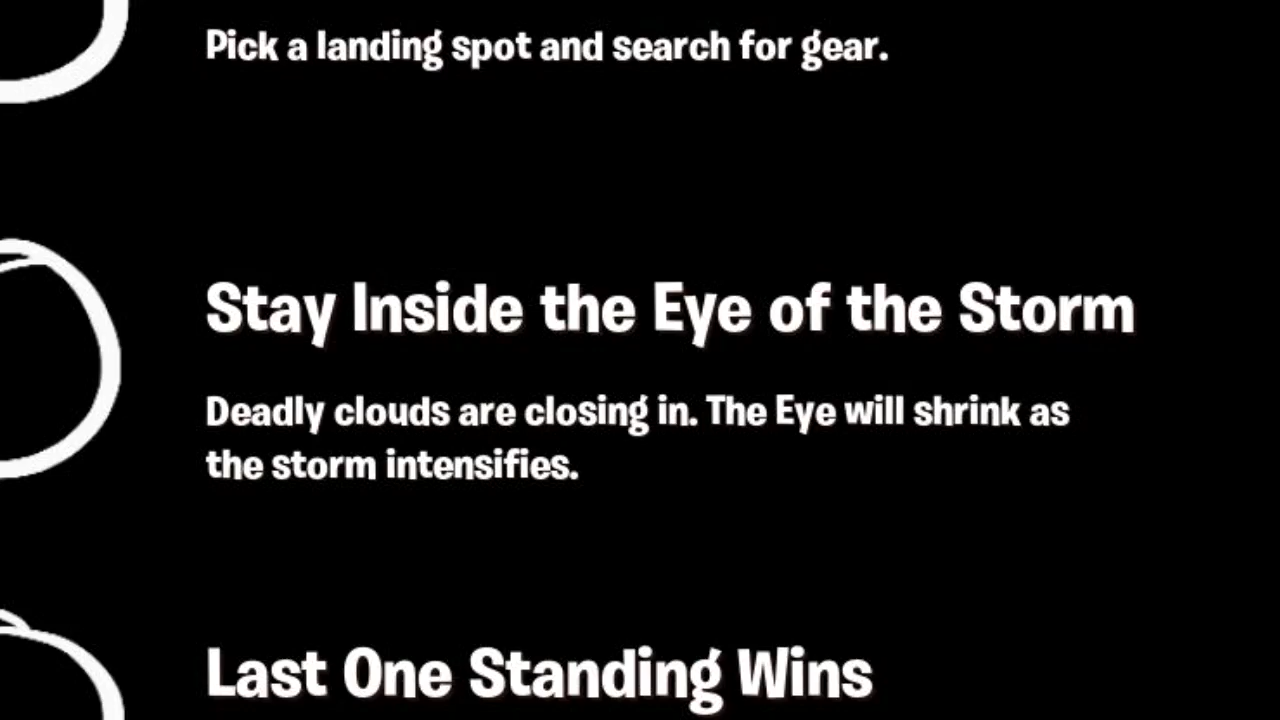 Pick a landing spot and search for gear.
Stay Inside the Eye of the Storm
Deadly clouds are closing in. The Eye will shrink as
the storm intensifies.
Last One Standing Wins